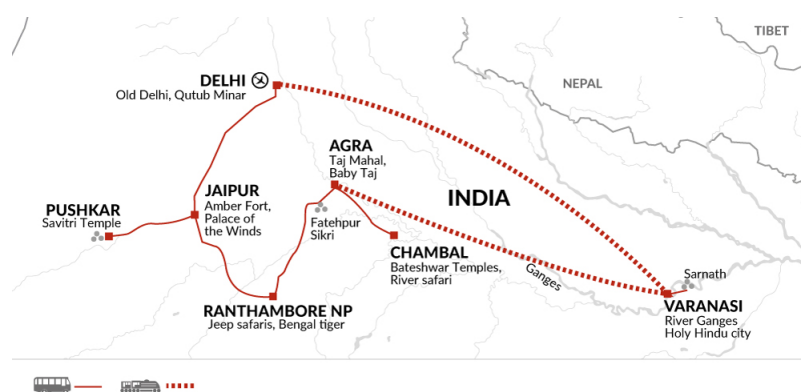 TIBET
NEPAL
DELHI
Old Delhi, Qutub Minar
AGRA
Taj Mahal,
Baby Taj
INDIA
JAIPUR
Amber Fort,
Palace of
the Winds
PUSHKAR
Savitri Temple
Fatehpur
Sikri
CHAMBAL
Bateshwar Temples,
River safari
Ganges
Sarnath
RANTHAMBORE NP
Jeep safaris, Bengal tiger
VARANASI
River Ganges
Holy Hindu city